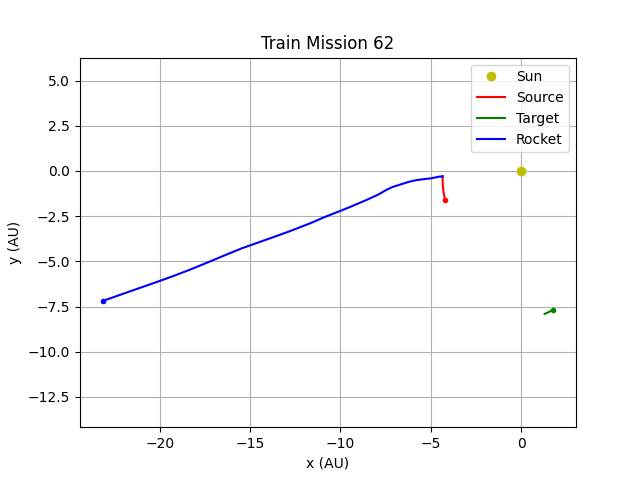 Train Mission 62
Sun
Source
Target
Rocket
5.0
2.5
0.0
−2.5
−5.0
−7.5
−10.0
−12.5
y (AU)
−20
−15
−10
−5
0
x (AU)